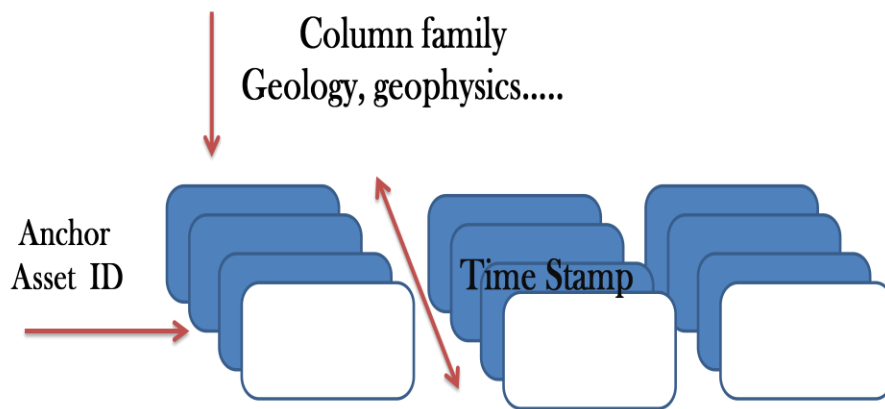 Column family
Geology, geophysics.....
Anchor
Asset ID
Time Stamp